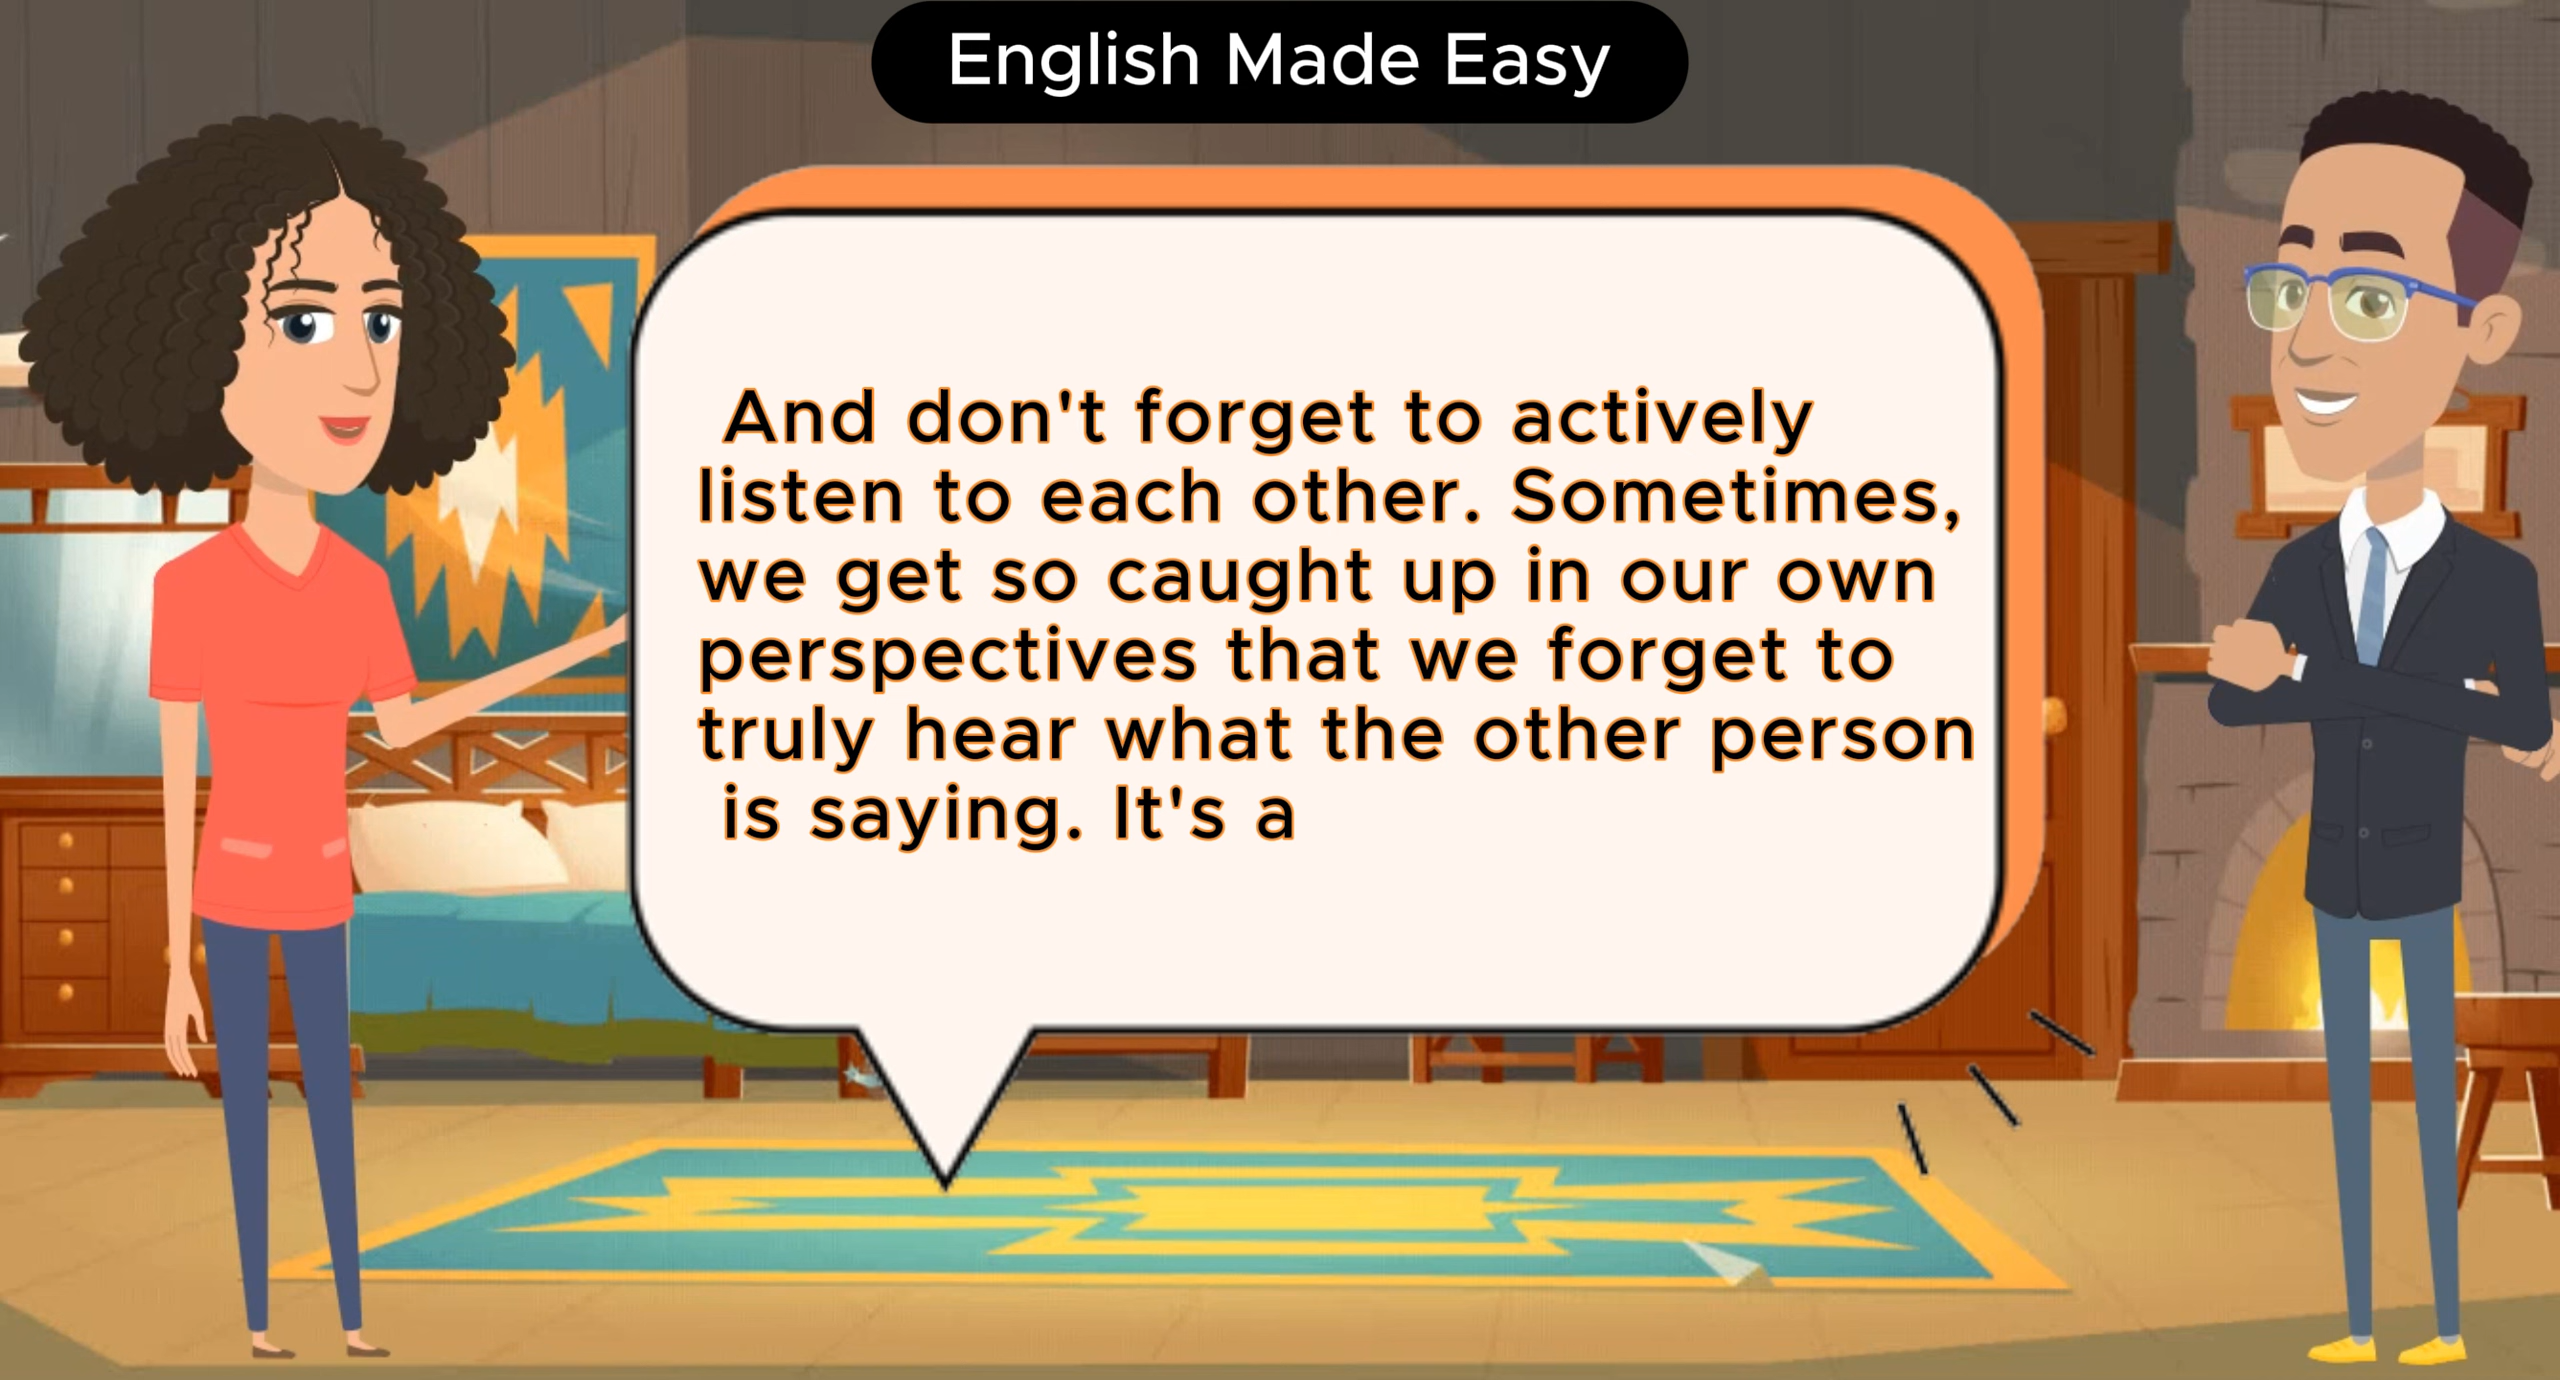 English Made Easy
And don't forget to actively
listen to each other. Sometimes,
we get so caught up in our own
perspectives that we forget to
truly hear what the other person
is saying. It's a